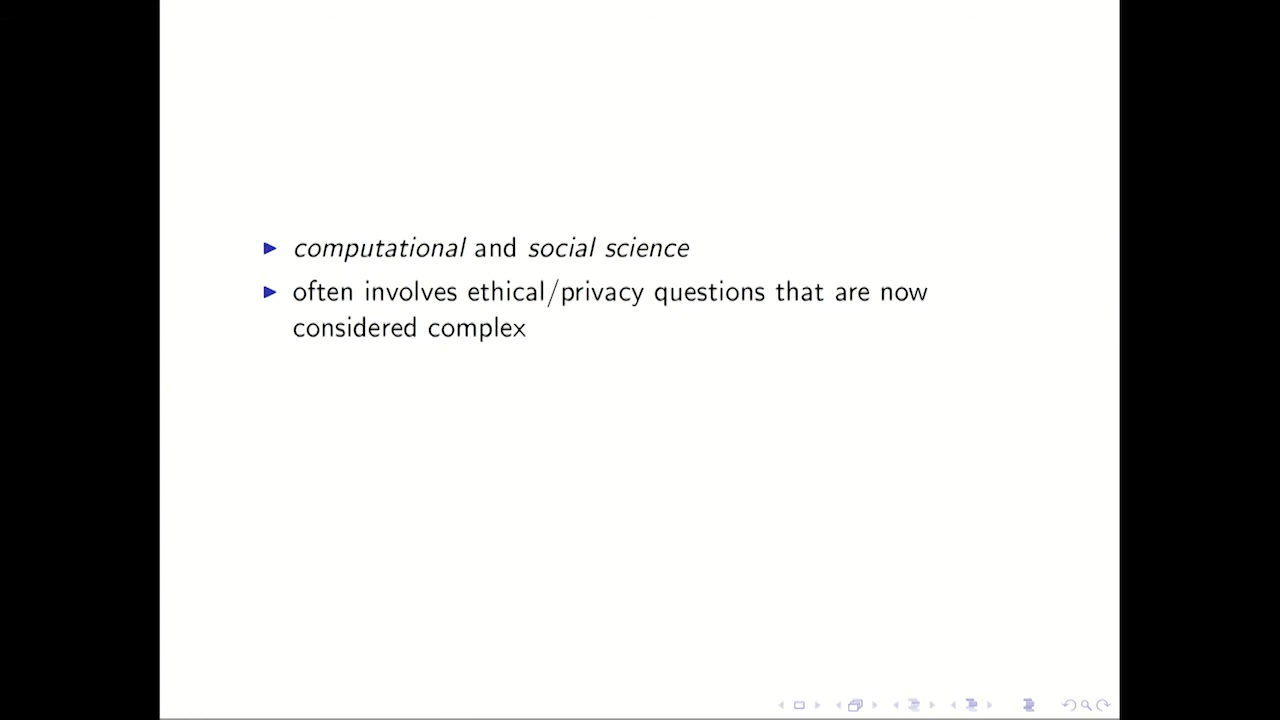 computational and social science
often involves ethical/privacy questions that are now
considered complex